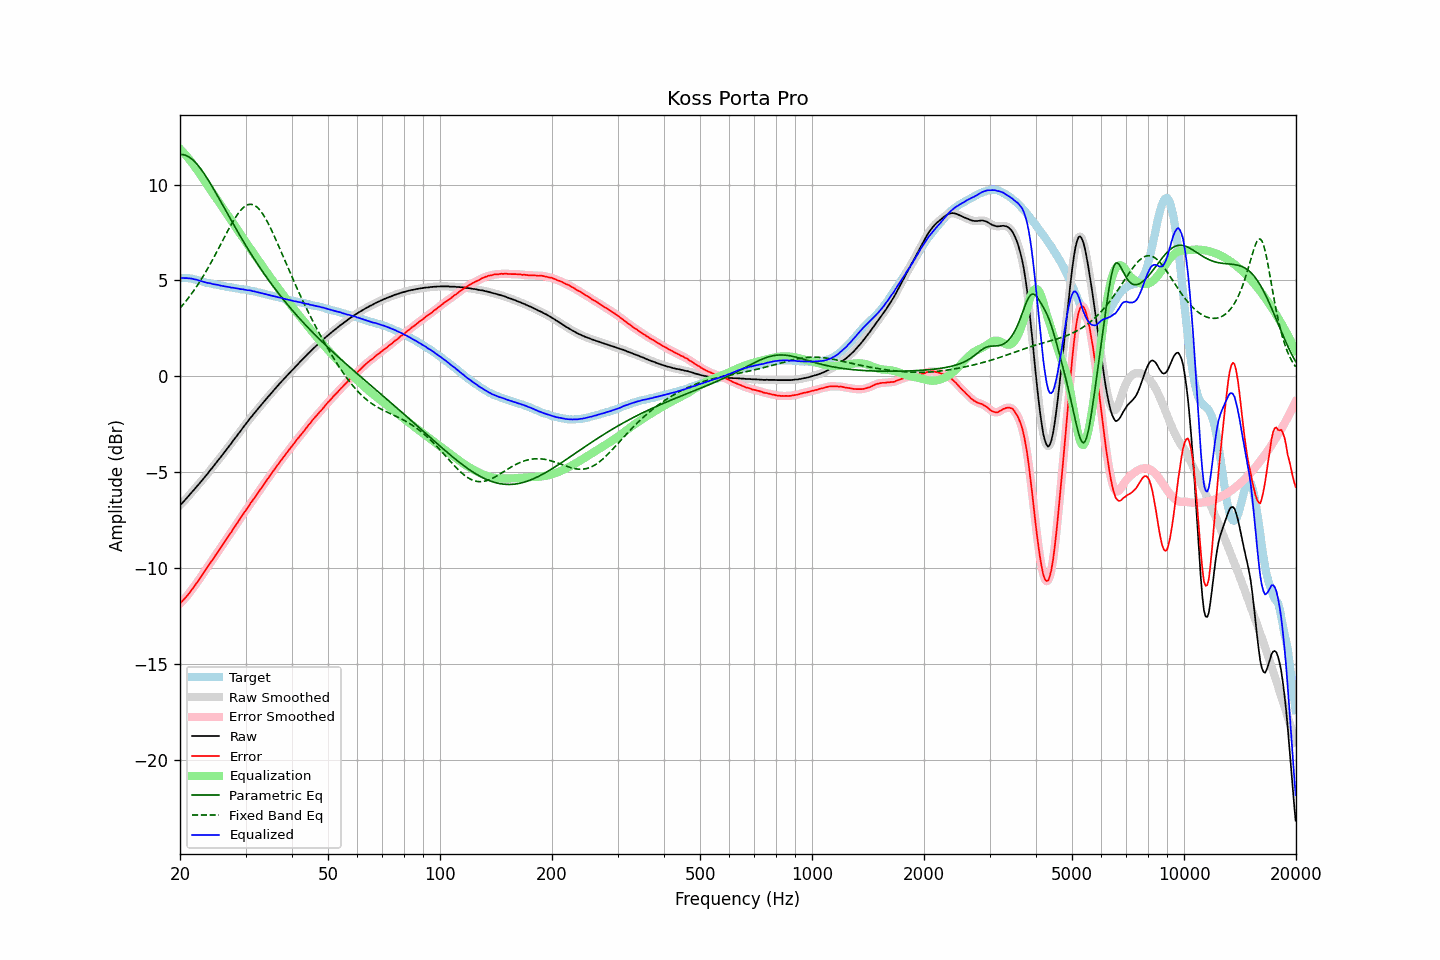 Koss Porta Pro
Amplitude (dBr)
10
5
0
−5
−10
−15
−20
Target
Raw Smoothed
Error Smoothed
Raw
Error
Equalization
Parametric Eq
Fixed Band Eq
Equalized
20 50 100 200 500 1000 2000 5000 10000 20000
Frequency (Hz)